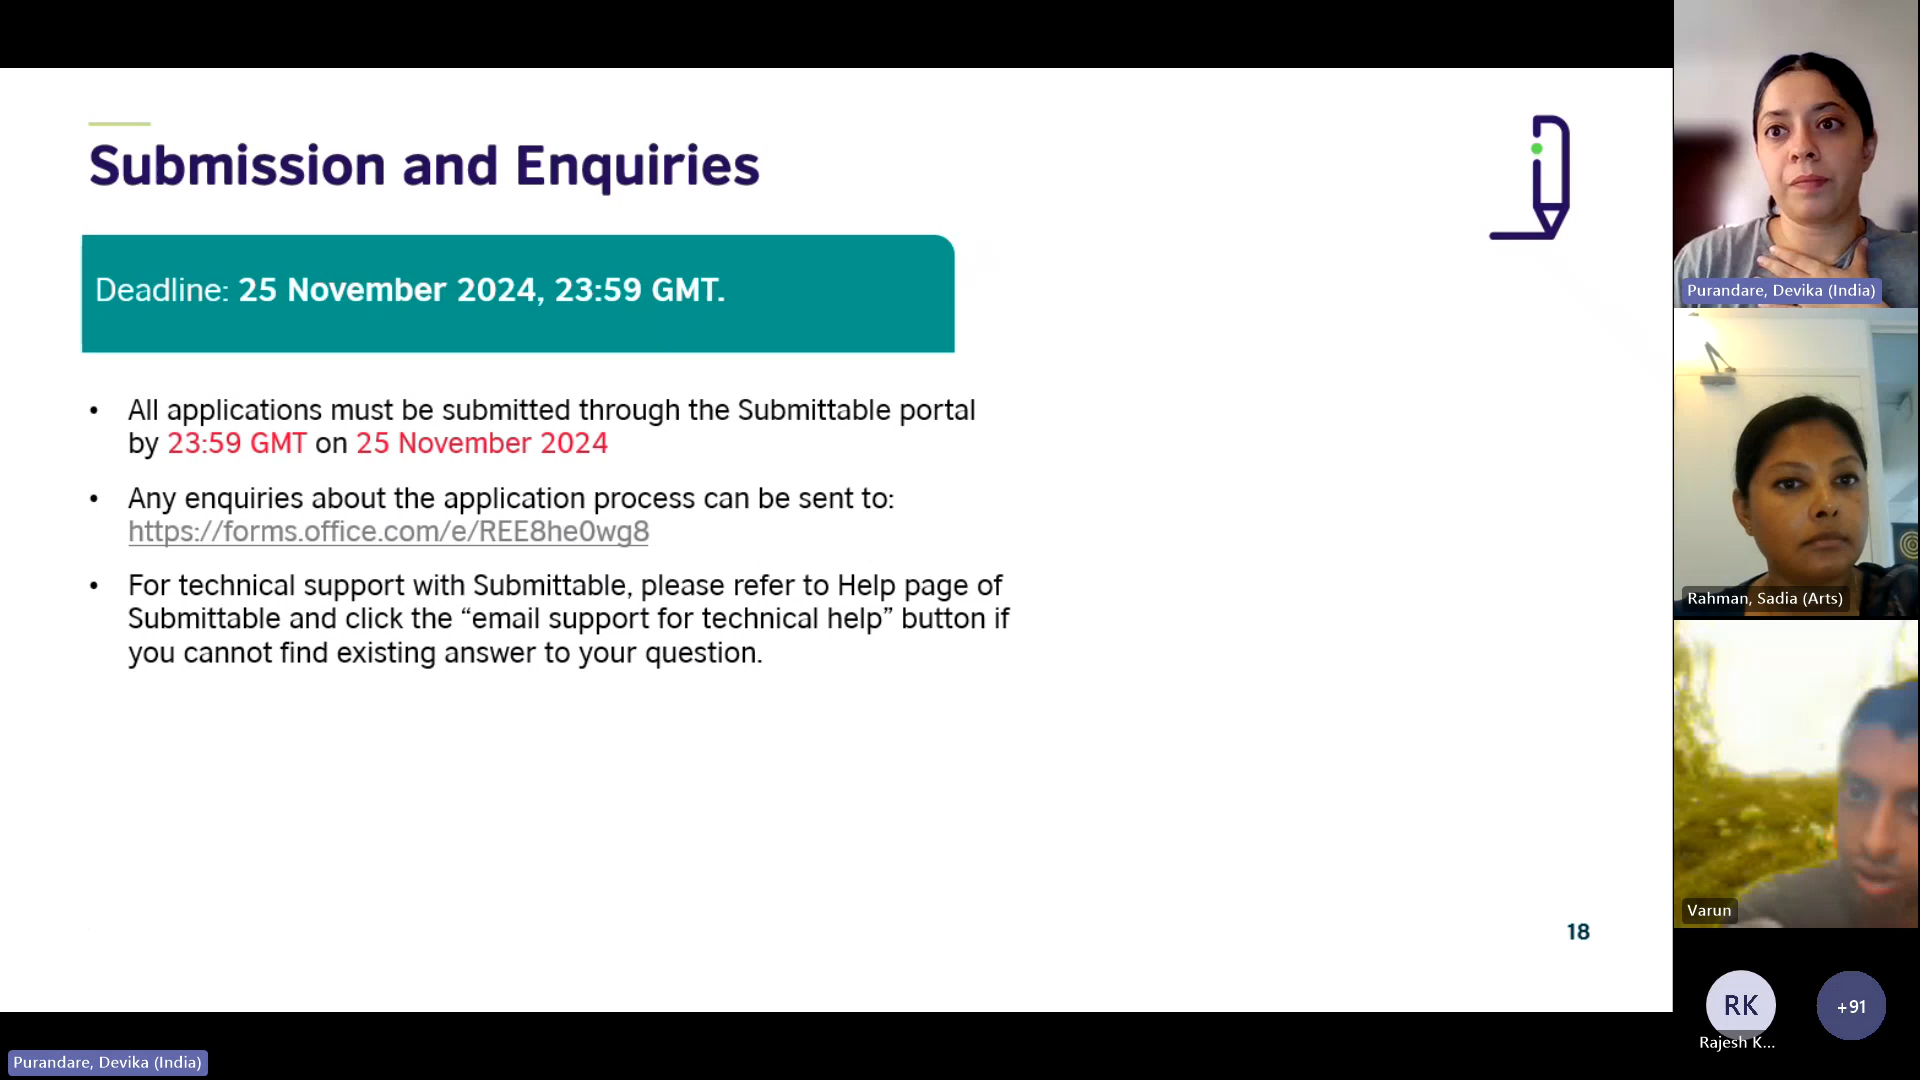 Submission and Enquiries
Deadline: 25 November 2024, 23:59 GMT.
• All applications must be submitted through the Submittable portal
by 23:59 GMT on 25 November 2024
• Any enquiries about the application process can be sent to:
https://forms.office.com/e/REE8he0wg8
• For technical support with Submittable, please refer to Help page of
Submittable and click the “email support for technical help” button if
you cannot find existing answer to your question.
18
Purandare, Devika (India)
Rahman, Sadia (Arts)
Varun
RK
+91
Rajesh K...
Purandare, Devika (India)